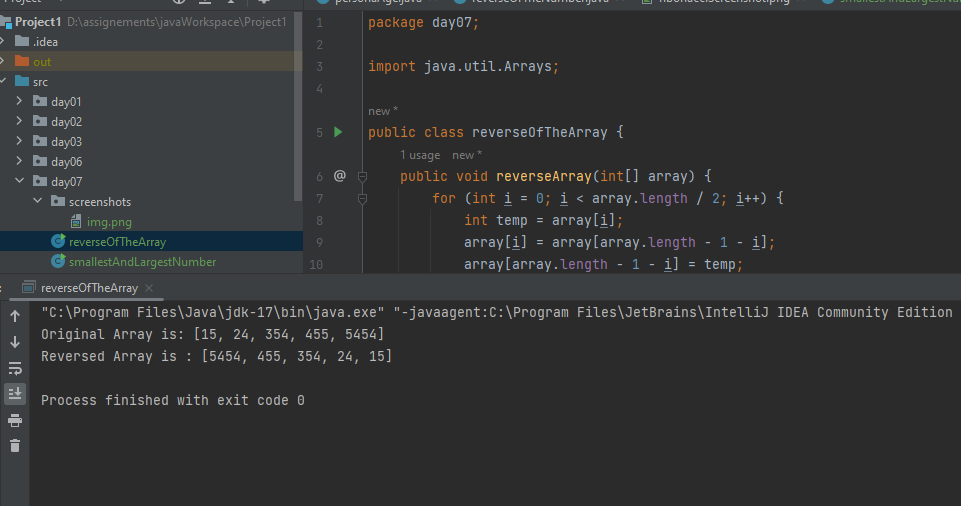 Project
Project1 D:\assignements\javaWorkspace\Project1
.idea
out
src
day01
day02
day03
day06
day07
screenshots
img.png
reverseOfTheArray
smallestAndLargestNumber
1 package day07;
2
3 import java.util.Arrays;
4
new *
5 public class reverseOfTheArray {
1 usage new *
6 @ public void reverseArray(int[] array) {
7 for (int i = 0; i < array.length / 2; i++) {
8 int temp = array[i];
9 array[i] = array[array.length - 1 - i];
10 array[array.length - 1 - i] = temp;
reverseOfTheArray
"C:\Program Files\Java\jdk-17\bin\java.exe" "-javaagent:C:\Program Files\JetBrains\IntelliJ IDEA Community Edition
Original Array is: [15, 24, 354, 455, 5454]
Reversed Array is : [5454, 455, 354, 24, 15]
Process finished with exit code 0